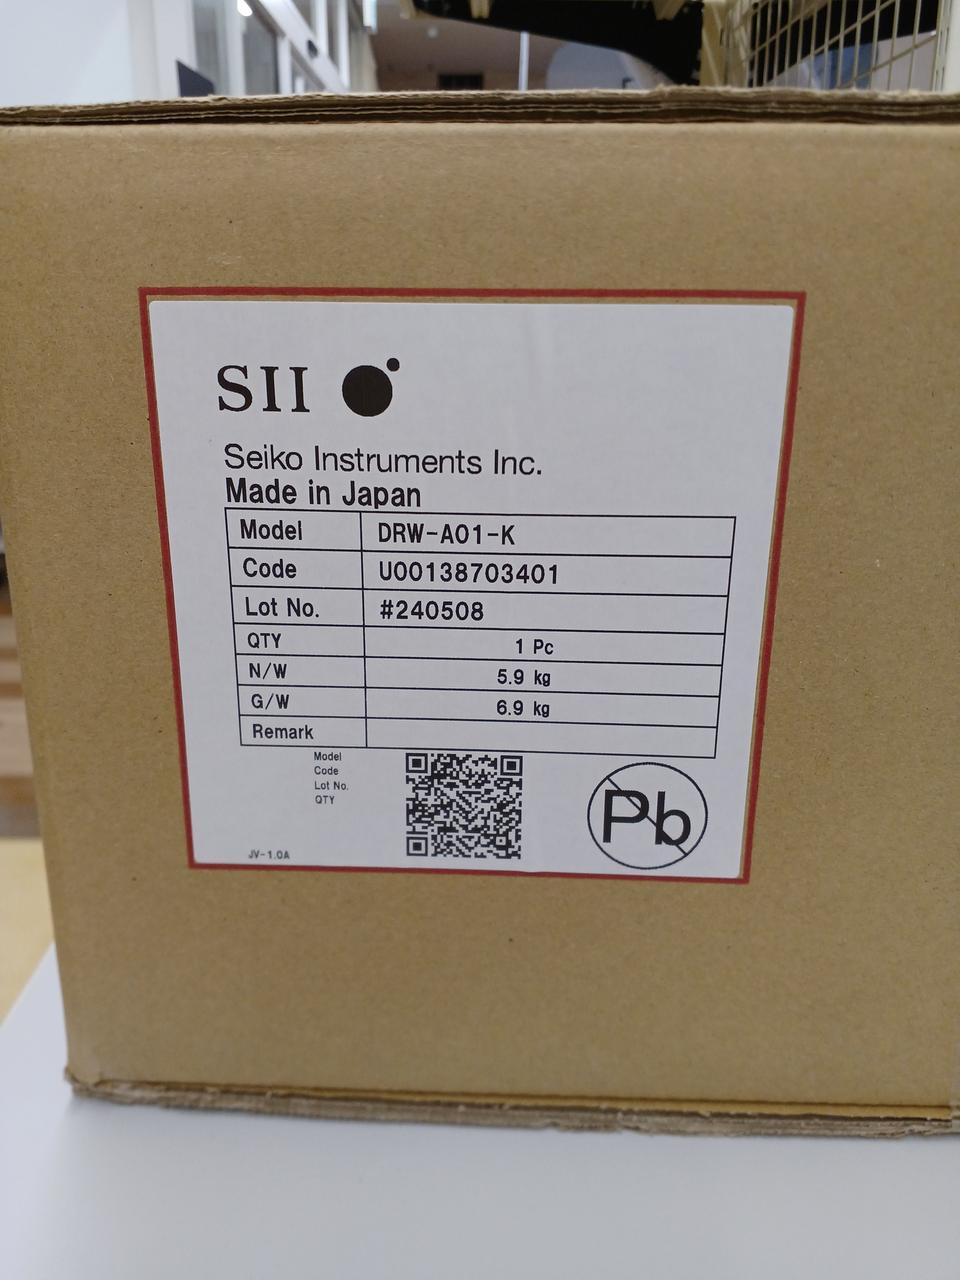 SII
Seiko Instruments Inc.
Made in Japan
Model DRW-A01-K
Code U00138703401
Lot No. #240508
QTY 1 Pc
N/W 5.9 kg
G/W 6.9 kg
Remark
Model
Code
Lot No.
QTY
Pb
JV-1.0A